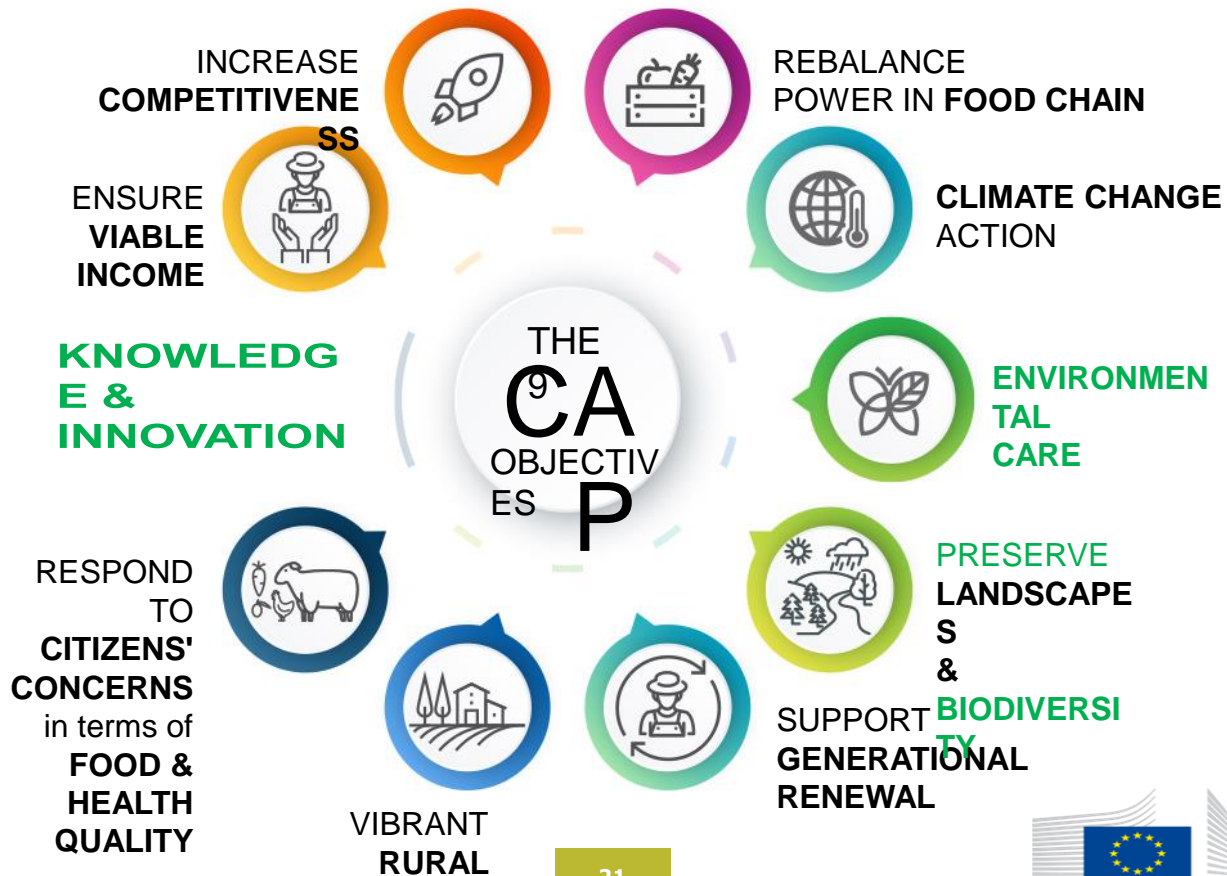 INCREASE
COMPETITIVENE
SS
REBALANCE
POWER IN FOOD CHAIN
ENSURE
VIABLE
INCOME
CLIMATE CHANGE
ACTION
KNOWLEDG
E &
INNOVATION
THE
9
CA
P
OBJECTIV
ES
ENVIRONMEN
TAL
CARE
RESPOND
TO
CITIZENS'
CONCERNS
in terms of
FOOD &
HEALTH
QUALITY
PRESERVE
LANDSCAPE
S
&
BIODIVERSI
TY
SUPPORT
GENERATIONAL
RENEWAL
VIBRANT
RURAL